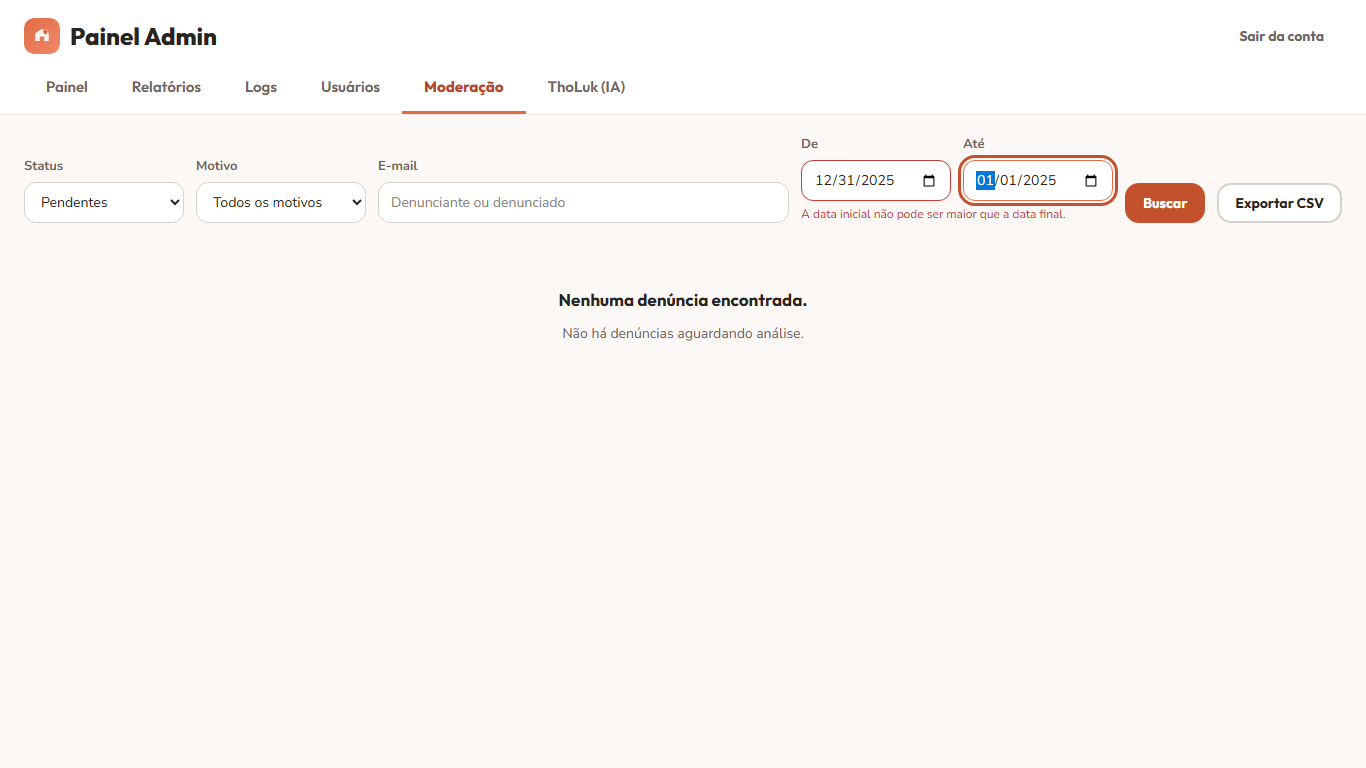 Painel Admin
Sair da conta
Painel
Relatórios
Logs
Usuários
Moderação
ThoLuk (IA)
Status
Pendentes
Motivo
Todos os motivos
E-mail
Denunciante ou denunciado
De
12/31/2025
Até
01/01/2025
A data inicial não pode ser maior que a data final.
Buscar
Exportar CSV
Nenhuma denúncia encontrada.
Não há denúncias aguardando análise.